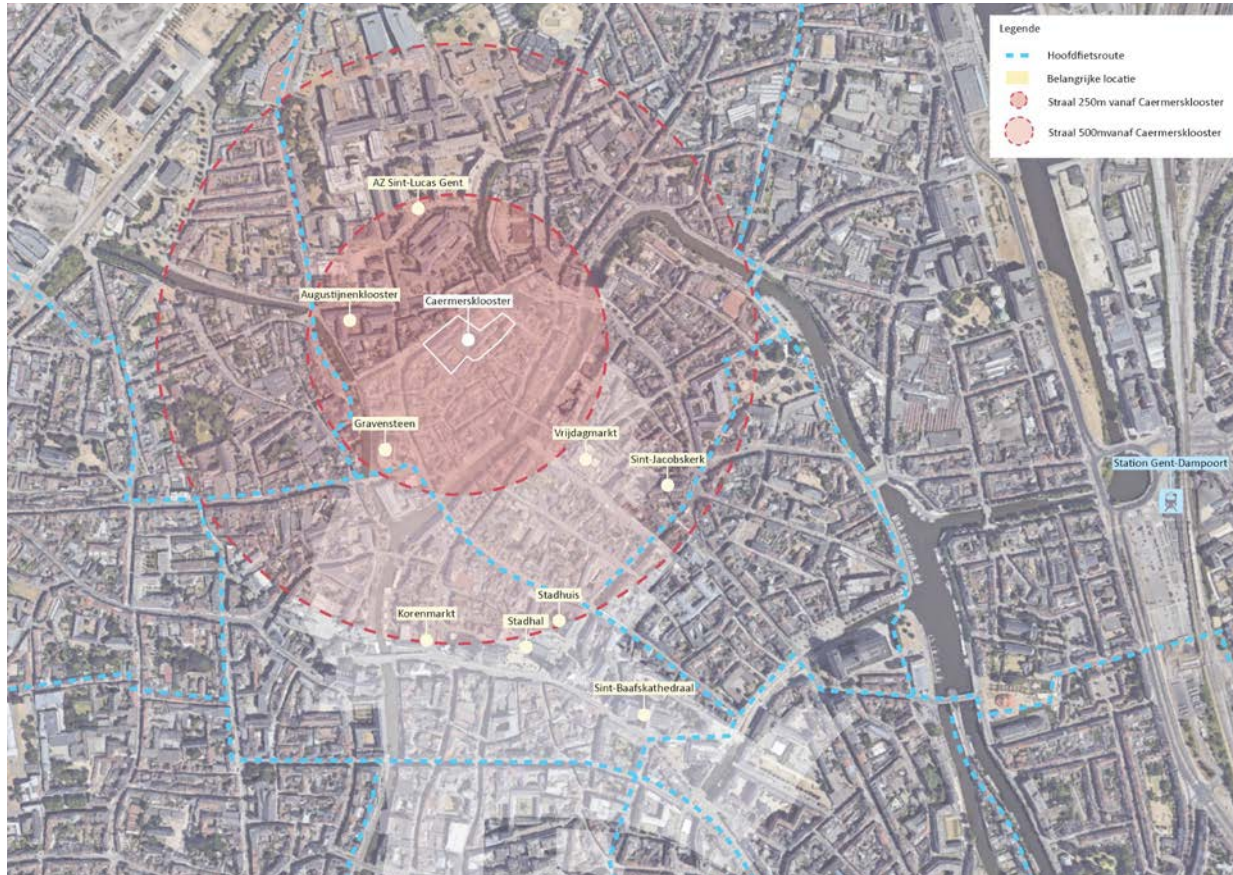 Legende
Hoofdfietsroute
Belangrijke locatie
Straal 250m vanaf Caermersklooster
Straal 500mvanaf Caermersklooster
AZ Sint-Lucas Gent
Augustijnenklooster
Caermersklooster
Gravensteen
Vrijdagmarkt
Sint-Jacobskerk
Station Gent-Dampoort
Stadhuis
Korenmarkt
Stadhal
Sint-Baafskathedraal